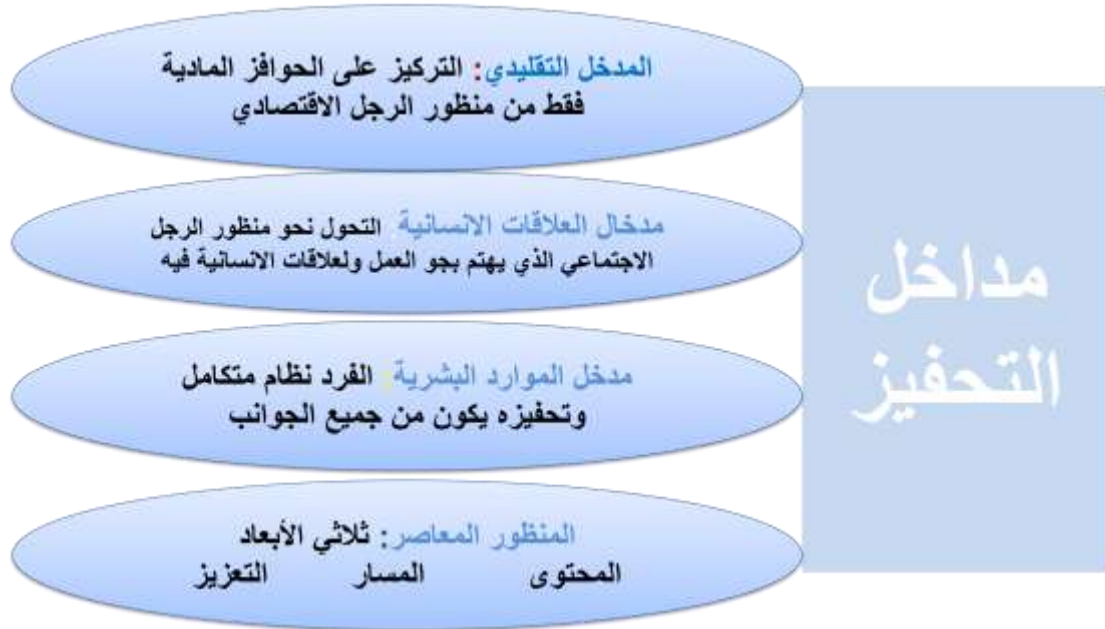 مداخل
التحفيز
المدخل التقليدي: التركيز على الحوافز المادية
فقط من منظور الرجل الاقتصادي
مدخال العلاقات الانسانية التحول نحو منظور الرجل
الاجتماعي الذي يهتم بجو العمل ولعلاقات الانسانية فيه
مدخل الموارد البشرية: الفرد نظام متكامل
وتحفيزه يكون من جميع الجوانب
المنظور المعاصر: ثلاثي الأبعاد
المحتوى المسار التعزيز